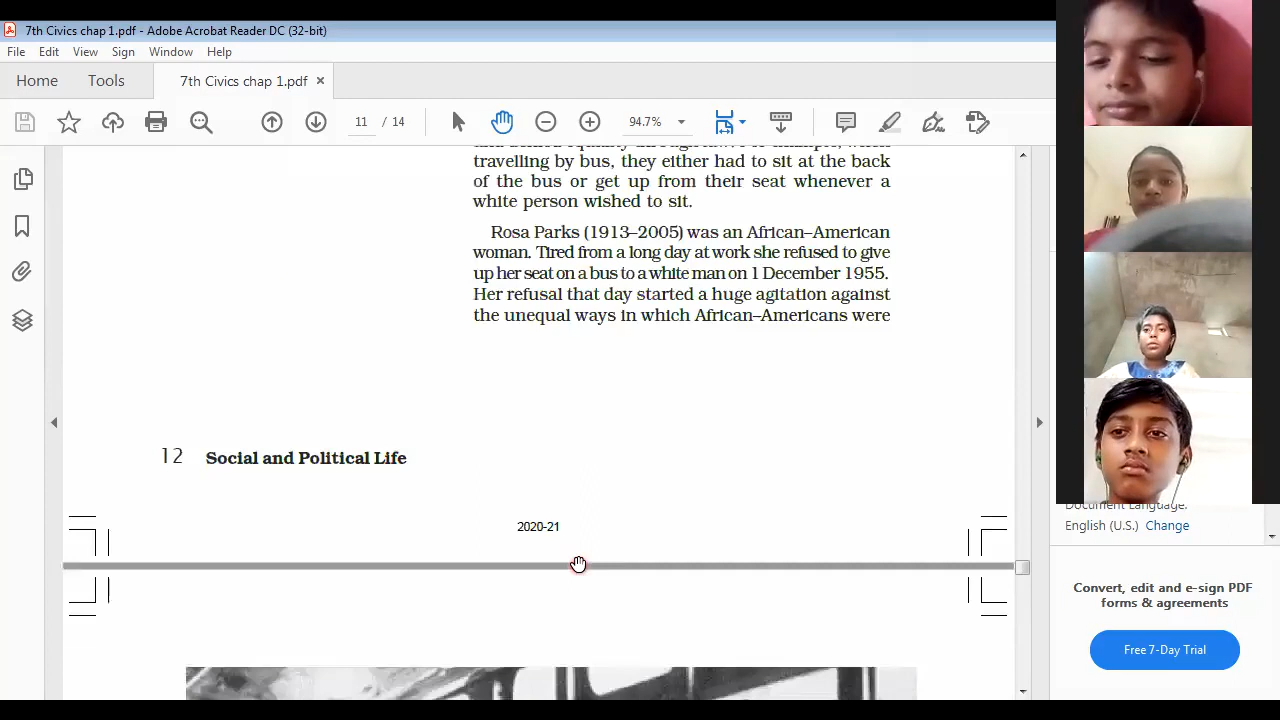 7th Civics chap 1.pdf - Adobe Acrobat Reader DC (32-bit)
File Edit View Sign Window Help
Home Tools 7th Civics chap 1.pdf ×
11 / 14 94.7%
travelling by bus, they either had to sit at the back
of the bus or get up from their seat whenever a
white person wished to sit.
Rosa Parks (1913–2005) was an African–American
woman. Tired from a long day at work she refused to give
up her seat on a bus to a white man on 1 December 1955.
Her refusal that day started a huge agitation against
the unequal ways in which African–Americans were
12 Social and Political Life
2020-21
Document Language:
English (U.S.) Change
Convert, edit and e-sign PDF
forms & agreements
Free 7-Day Trial